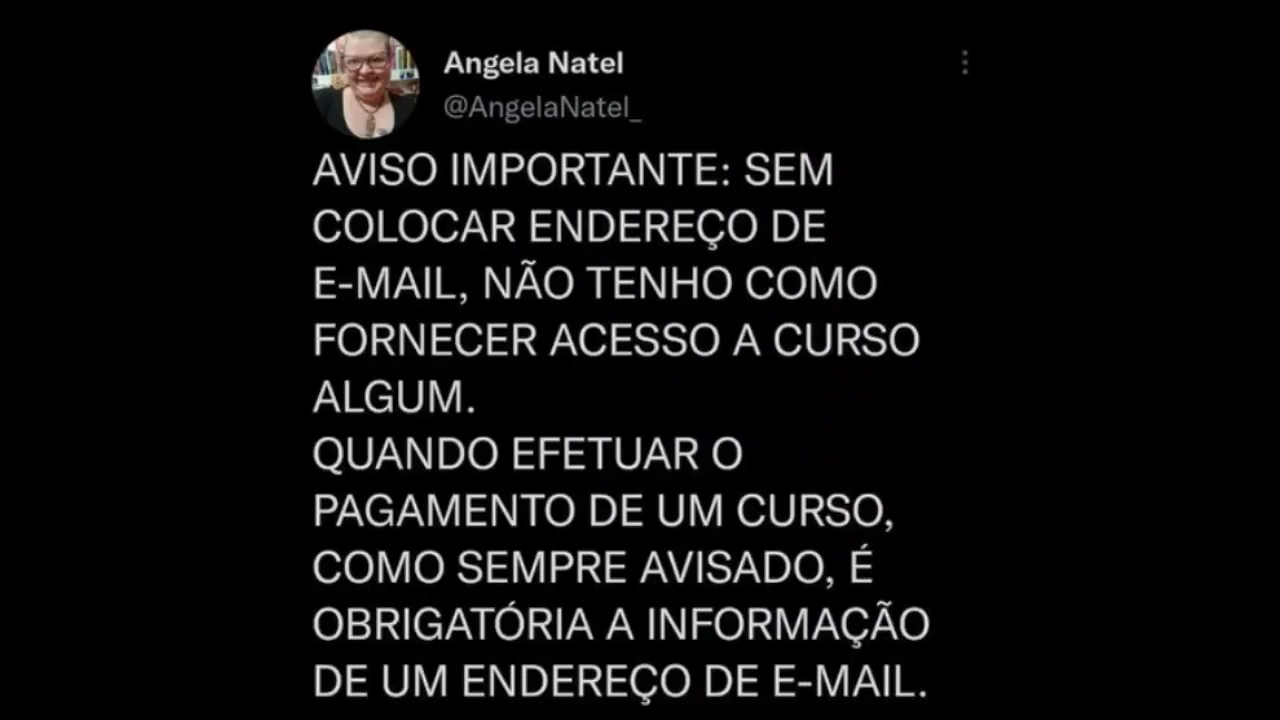 Angela Natel
@AngelaNatel_
AVISO IMPORTANTE: SEM
COLOCAR ENDEREÇO DE
E-MAIL, NÃO TENHO COMO
FORNECER ACESSO A CURSO
ALGUM.
QUANDO EFETUAR O
PAGAMENTO DE UM CURSO,
COMO SEMPRE AVISADO, É
OBRIGATÓRIA A INFORMAÇÃO
DE UM ENDEREÇO DE E-MAIL.